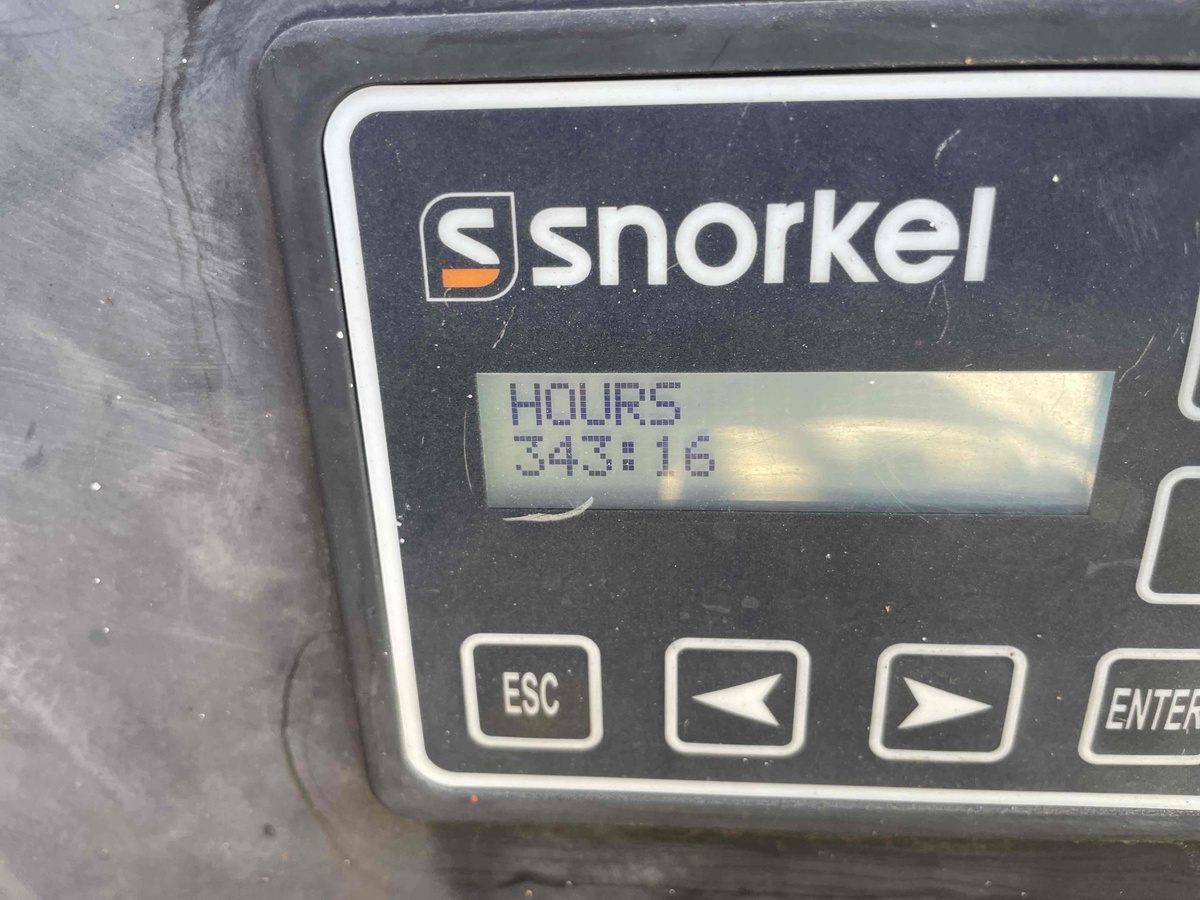 snorkel
HOURS
343:16
ESC
ENTER